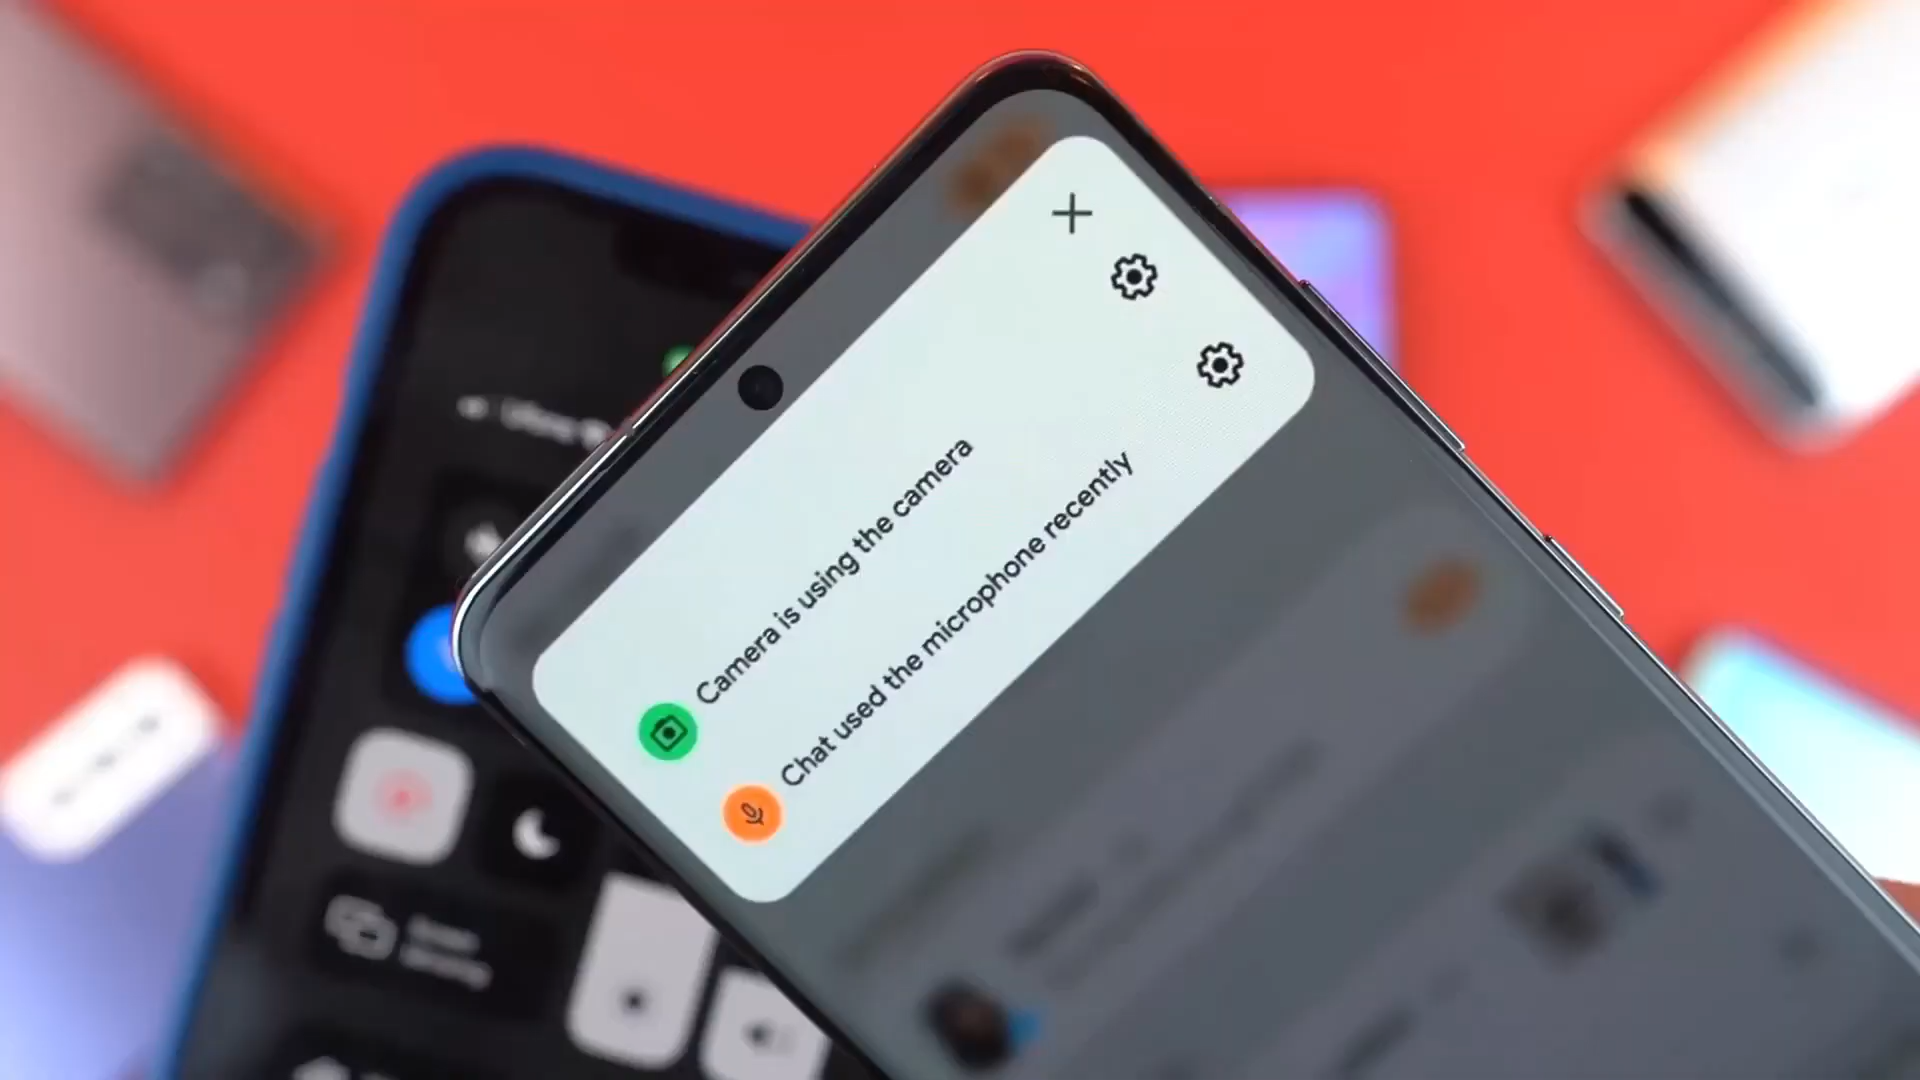 Camera is using the camera
Chat used the microphone recently